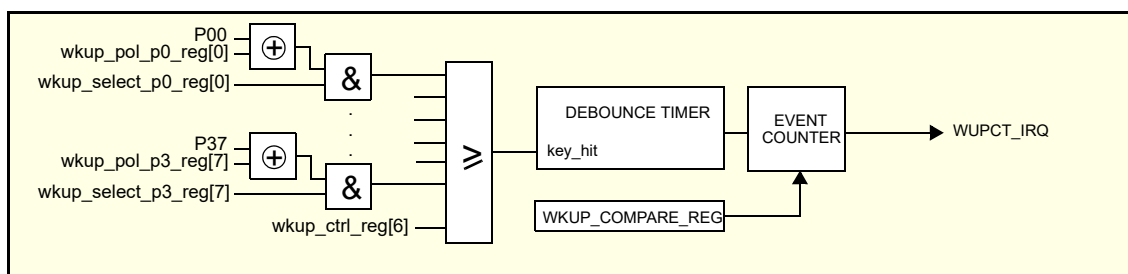 P00
wkup_pol_p0_reg[0]
wkup_select_p0_reg[0]
&
P37
wkup_pol_p3_reg[7]
wkup_select_p3_reg[7]
&
wkup_ctrl_reg[6]
≥
DEBOUNCE TIMER
key_hit
EVENT
COUNTER
WKUP_COMPARE_REG
WUPCT_IRQ